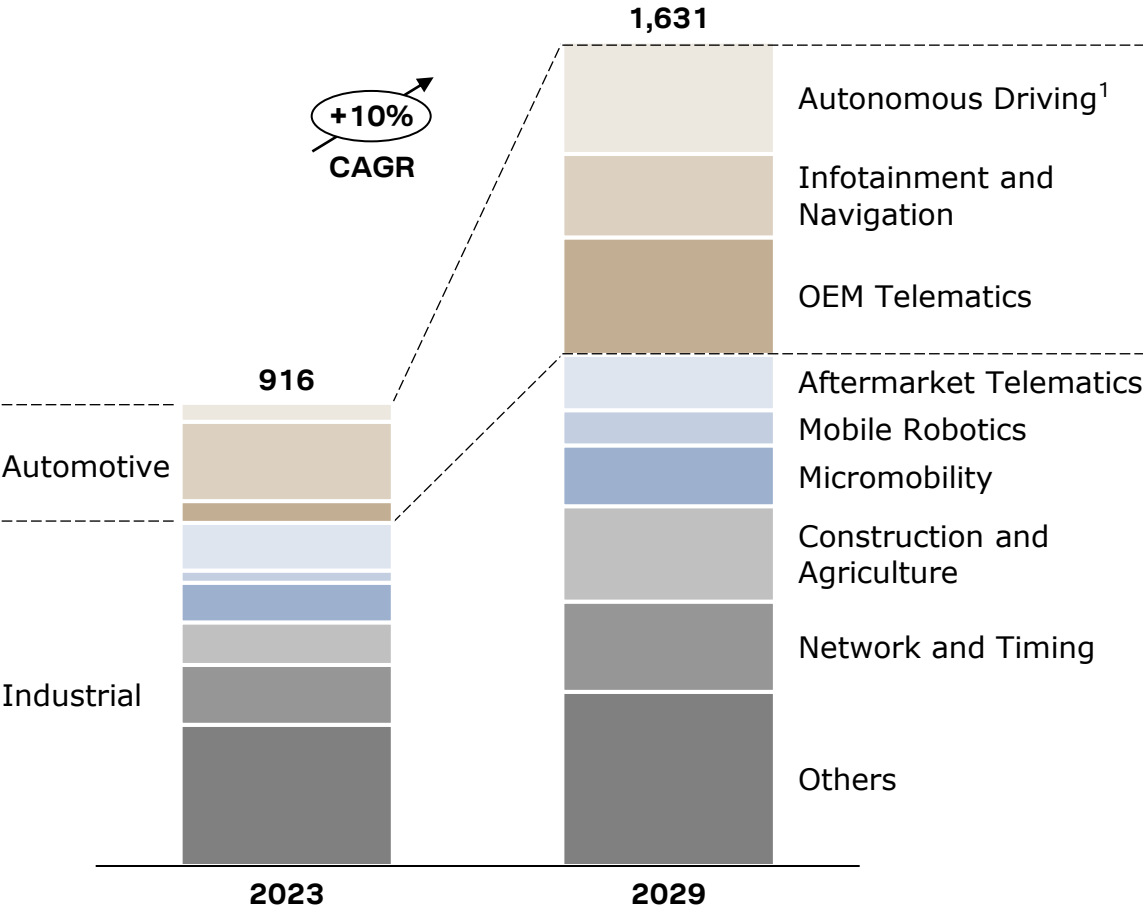 1,631
+10%
CAGR
916
Automotive
Industrial
Autonomous Driving¹
Infotainment and
Navigation
OEM Telematics
Aftermarket Telematics
Mobile Robotics
Micromobility
Construction and
Agriculture
Network and Timing
Others
2023
2029